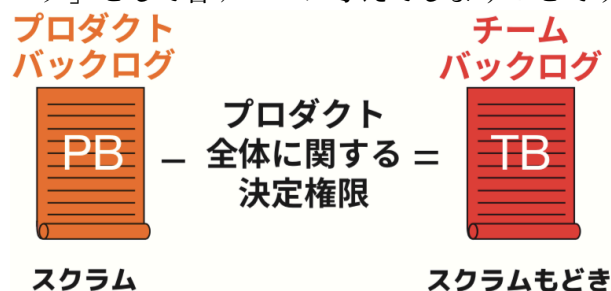 プロダクト
バックログ
チーム
バックログ
PB
−
プロダクト
全体に関する
決定権限
=
TB
スクラム
スクラムもどき